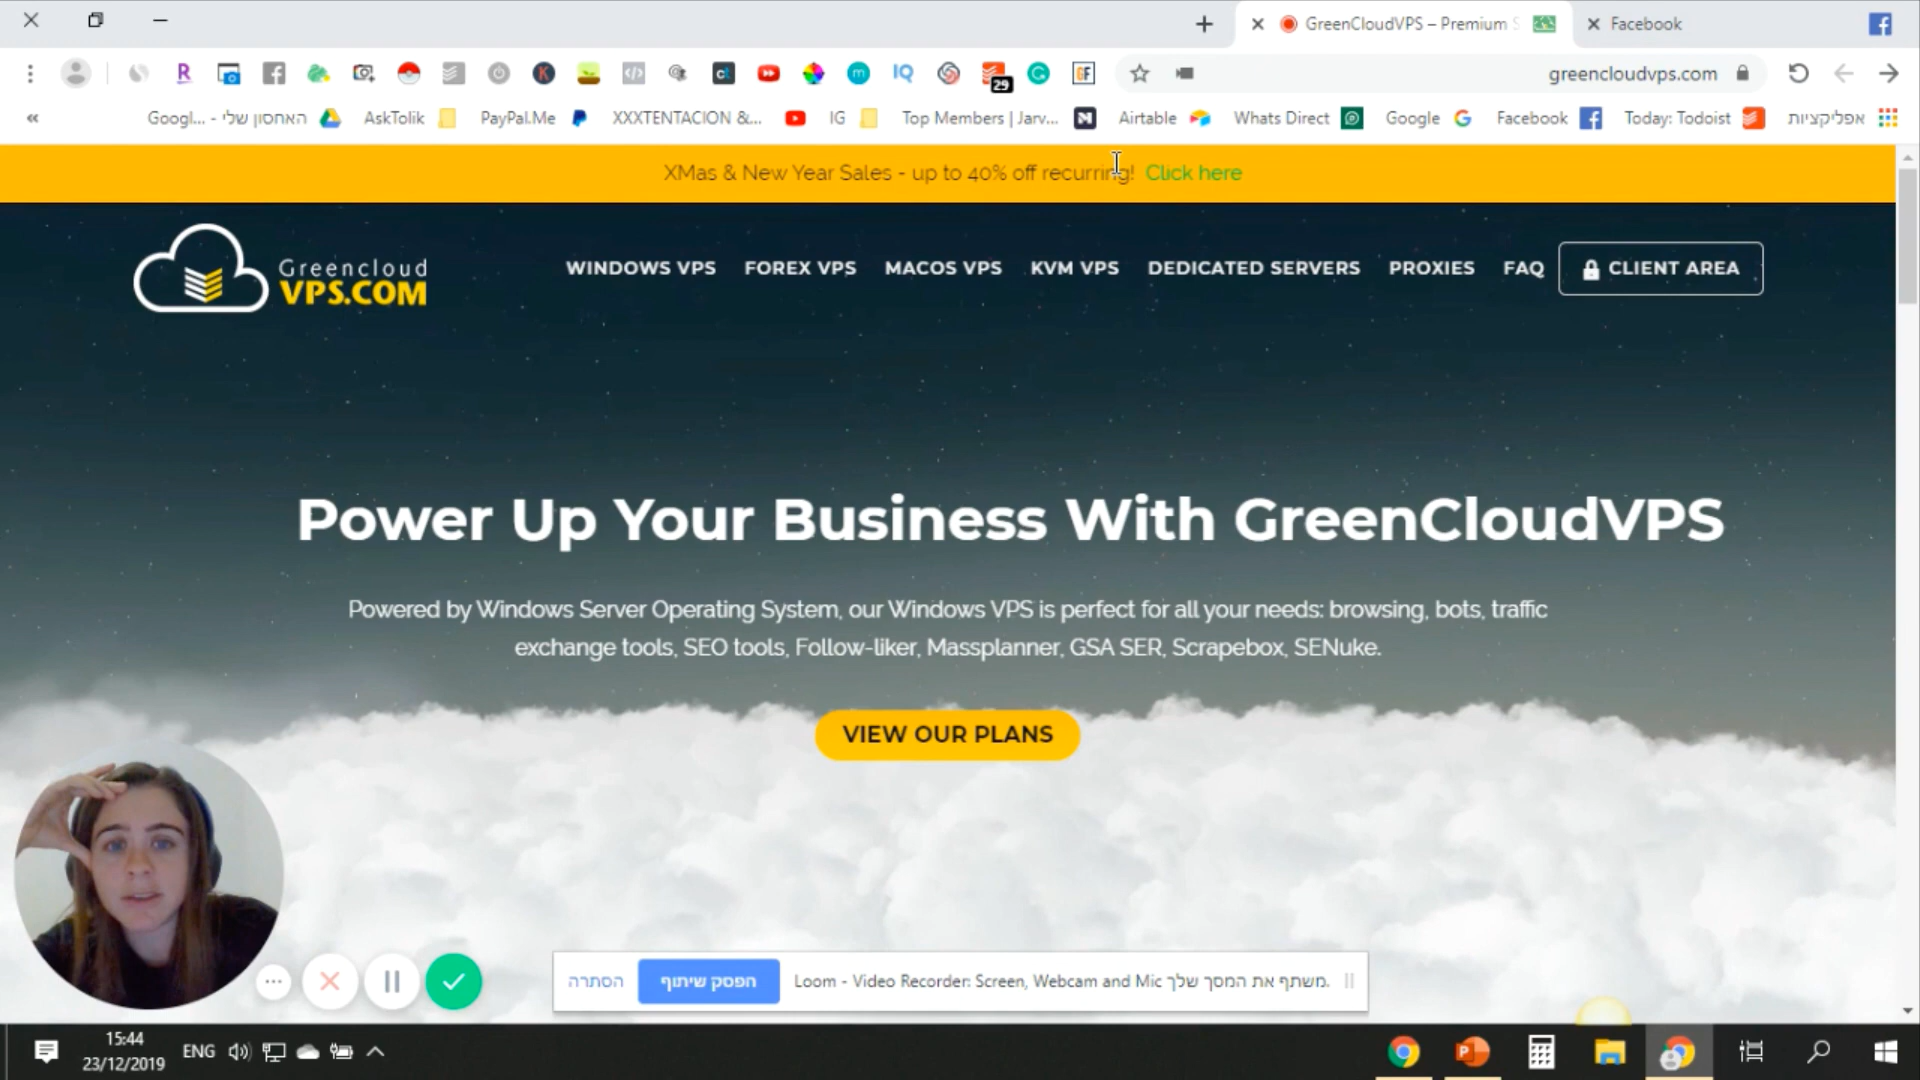 GreenCloudVPS – Premium S
Facebook
greencloudvps.com
29
GF
IQ
Googl... - האחסון שלי
AskTolik
PayPal.Me
XXXTENTACION &...
IG
Top Members | Jarv...
Airtable
Whats Direct
Google
Facebook
Today: Todoist
אפליקציות
XMas & New Year Sales - up to 40% off recurring! Click here
Greencloud
VPS.COM
WINDOWS VPS
FOREX VPS
MACOS VPS
KVM VPS
DEDICATED SERVERS
PROXIES
FAQ
CLIENT AREA
Power Up Your Business With GreenCloudVPS
Powered by Windows Server Operating System, our Windows VPS is perfect for all your needs: browsing, bots, traffic
exchange tools, SEO tools, Follow-liker, Massplanner, GSA SER, Scrapebox, SENuke.
VIEW OUR PLANS
הסתרה
הפסק שיתוף
Loom - Video Recorder: Screen, Webcam and Mic משתף את המסך שלך.
15:44
23/12/2019
ENG